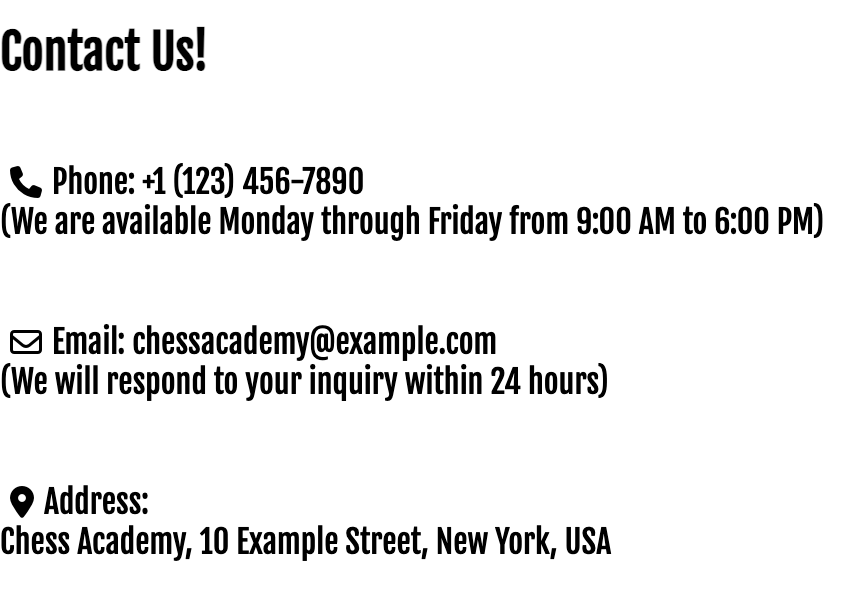 Contact Us!
Phone: +1 (123) 456-7890
(We are available Monday through Friday from 9:00 AM to 6:00 PM)
Email: chessacademy@example.com
(We will respond to your inquiry within 24 hours)
Address:
Chess Academy, 10 Example Street, New York, USA